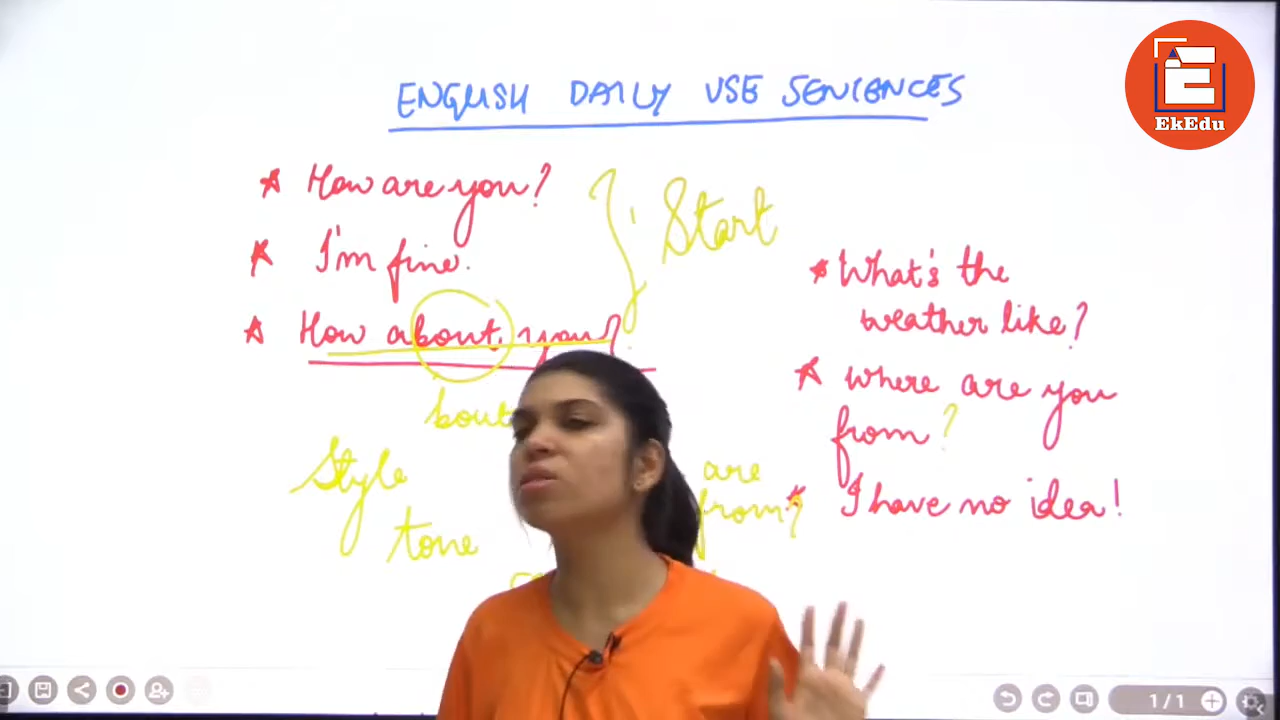 ENGLISH DAILY USE SENTENCES
EkEdu
* How are you?
* I'm fine.
* How about you?
Start
bout
Style
tone
are
from?
* What's the
weather like?
* Where are you
from?
* I have no idea!
1/1